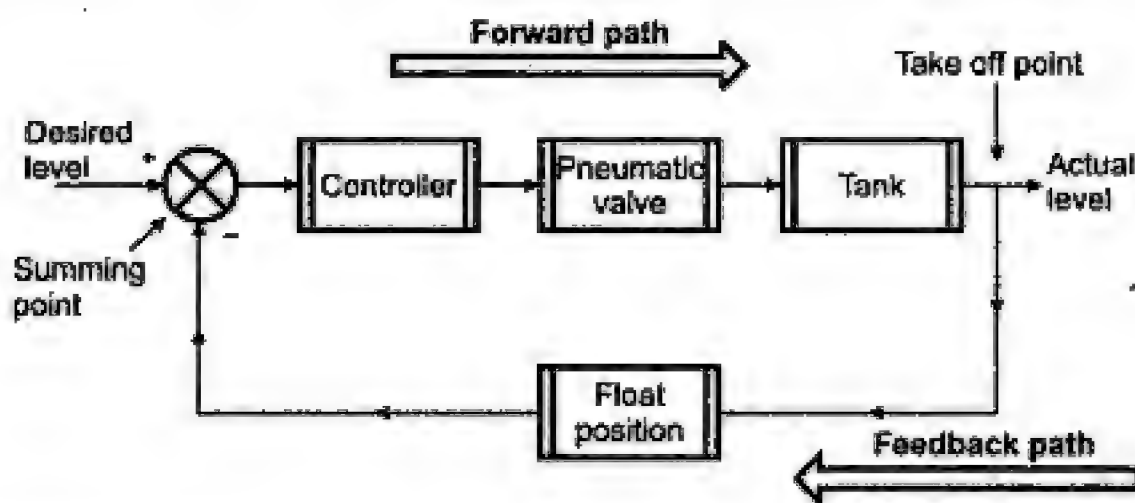 Forward path
Take off point
Desired
level
+
Controller
Pneumatic
valve
Tank
Actual
level
−
Summing
point
Float
position
Feedback path